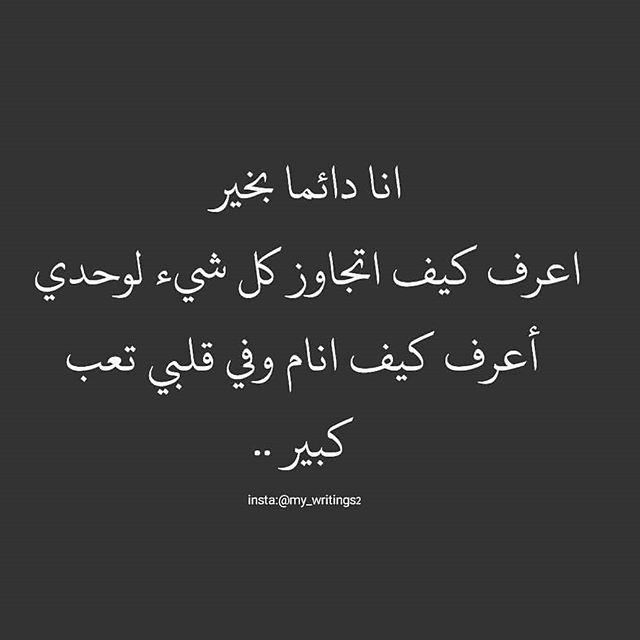 انا دائما بخير
اعرف كيف اتجاوز كل شيء لوحدي
أعرف كيف انام وفي قلبي تعب
كبير ..
insta:@my_writings2